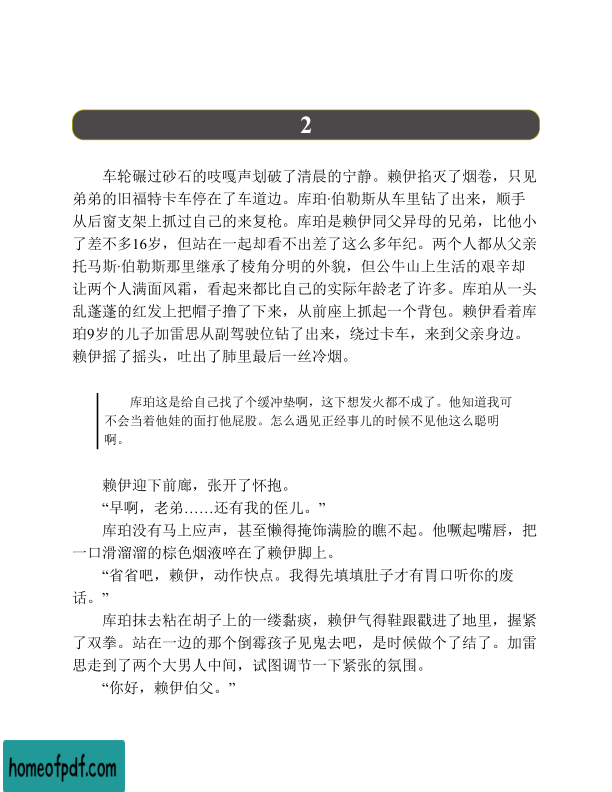 2
车轮碾过砂石的吱嘎声划破了清晨的宁静。赖伊掐灭了烟卷，只见
弟弟的旧福特卡车停在了车道边。库珀·伯勒斯从车里钻了出来，顺手
从后窗支架上抓过自己的来复枪。库珀是赖伊同父异母的兄弟，比他小
了差不多16岁，但站在一起却看不出差了这么多年纪。两个人都从父亲
托马斯·伯勒斯那里继承了棱角分明的外貌，但公牛山上生活的艰辛却
让两个人满面风霜，看起来都比自己的实际年龄老了许多。库珀从一头
乱蓬蓬的红发上把帽子撸了下来，从前座上抓起一个背包。赖伊看着库
珀9岁的儿子加雷思从副驾驶位钻了出来，绕过卡车，来到父亲身边。
赖伊摇了摇头，吐出了肺里最后一丝冷烟。
库珀这是给自己找了个缓冲垫啊，这下想发火都不成了。他知道我可
不会当着他娃的面打他屁股。怎么遇见正经事儿的时候不见他这么聪明
啊。
赖伊迎下前廊，张开了怀抱。
“早啊，老弟……还有我的侄儿。”
库珀没有马上应声，甚至懒得掩饰满脸的瞧不起。他噘起嘴唇，把
一口滑溜溜的棕色烟液啐在了赖伊脚上。
“省省吧，赖伊，动作快点。我得先填填肚子才有胃口听你的废
话。”
库珀抹去粘在胡子上的一缕黏痰，赖伊气得鞋跟戳进了地里，握紧
了双拳。站在一边的那个倒霉孩子见鬼去吧，是时候做个了结了。加雷
思走到了两个大男人中间，试图调节一下紧张的氛围。
“你好，赖伊伯父。”
homeofpdf.com